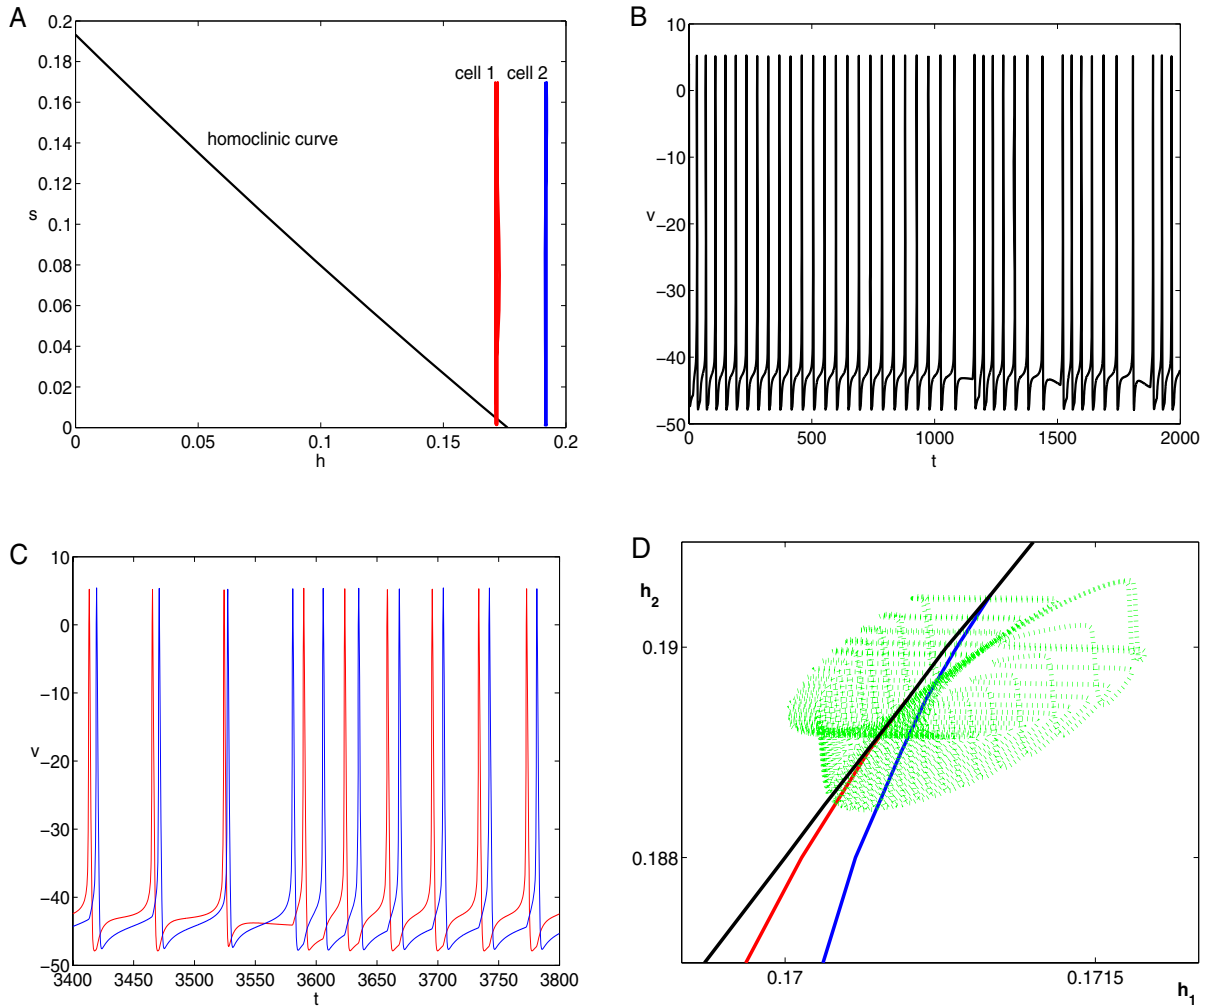 A
0.2
0.18
0.16
0.14
0.12
s
0.1
0.08
0.06
0.04
0.02
0
cell 1 cell 2
homoclinic curve
0 0.05 0.1 0.15 0.2
h
B
10
0
−10
−20
v
−30
−40
−50
0 500 1000 1500 2000
t
C
10
0
−10
v
−20
−30
−40
−50
3400 3450 3500 3550 3600 3650 3700 3750 3800
t
D
h2
0.19
0.188
0.17 0.1715
h1